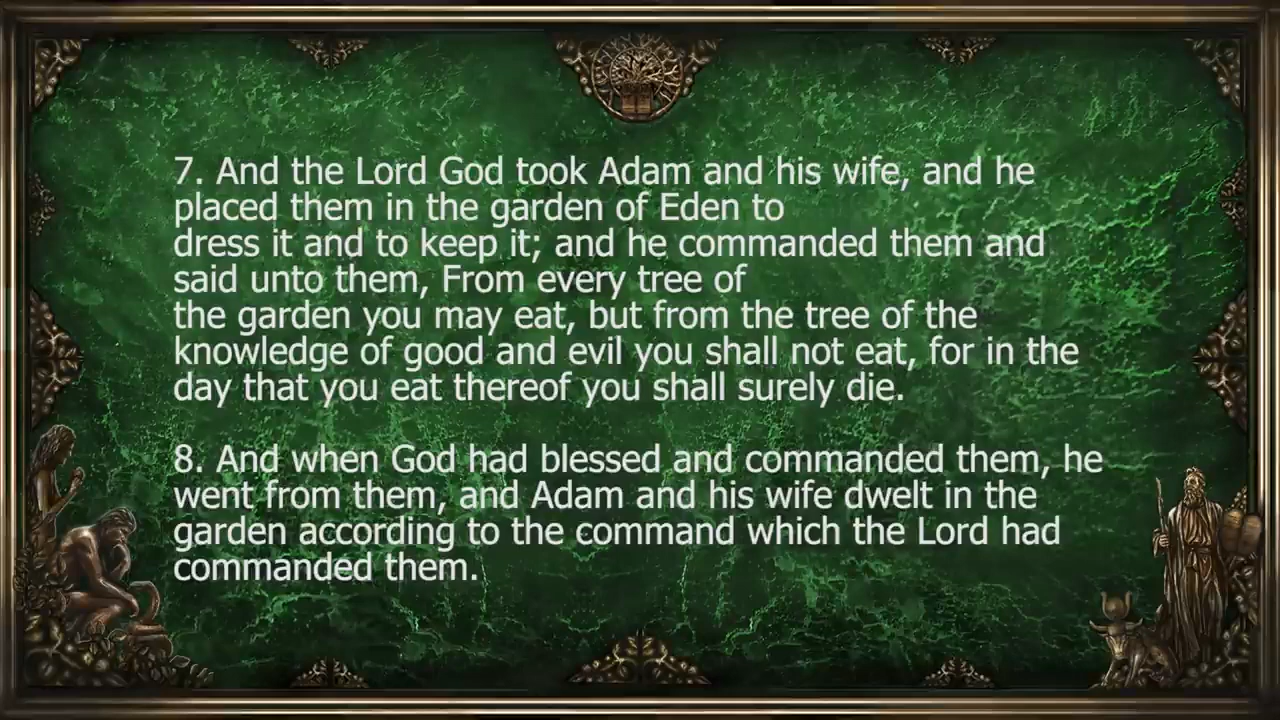 7. And the Lord God took Adam and his wife, and he
placed them in the garden of Eden to
dress it and to keep it; and he commanded them and
said unto them, From every tree of
the garden you may eat, but from the tree of the
knowledge of good and evil you shall not eat, for in the
day that you eat thereof you shall surely die.
8. And when God had blessed and commanded them, he
went from them, and Adam and his wife dwelt in the
garden according to the command which the Lord had
commanded them.